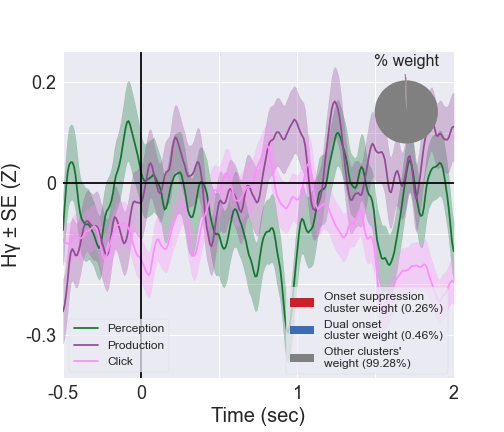 % weight
0.2
0
-0.3
Hγ ± SE (Z)
Onset suppression
cluster weight (0.26%)
Dual onset
cluster weight (0.46%)
Other clusters'
weight (99.28%)
Perception
Production
Click
-0.5
0
1
2
Time (sec)